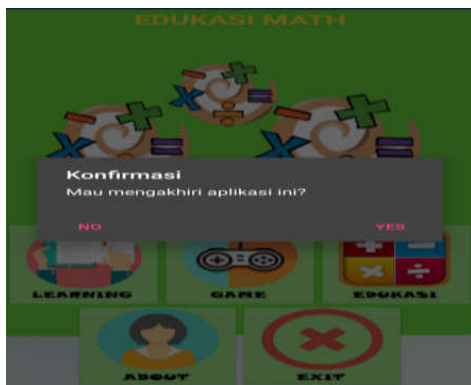 EDUKASI MATH
Konfirmasi
Mau mengakhiri aplikasi ini?
NO YES
LEARNING GAME EDUKASI
ABOUT EXIT